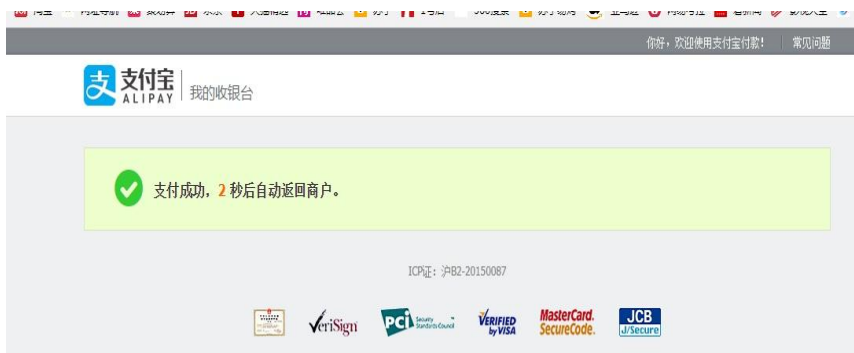 你好，欢迎使用支付宝付款！ 常见问题
支 支付宝 我的收银台
ALIPAY
支付成功，2 秒后自动返回商户。
ICP证：沪B2-20150087
VeriSign PCI Security Standards Council VERIFIED by VISA MasterCard. SecureCode. JCB J/Secure